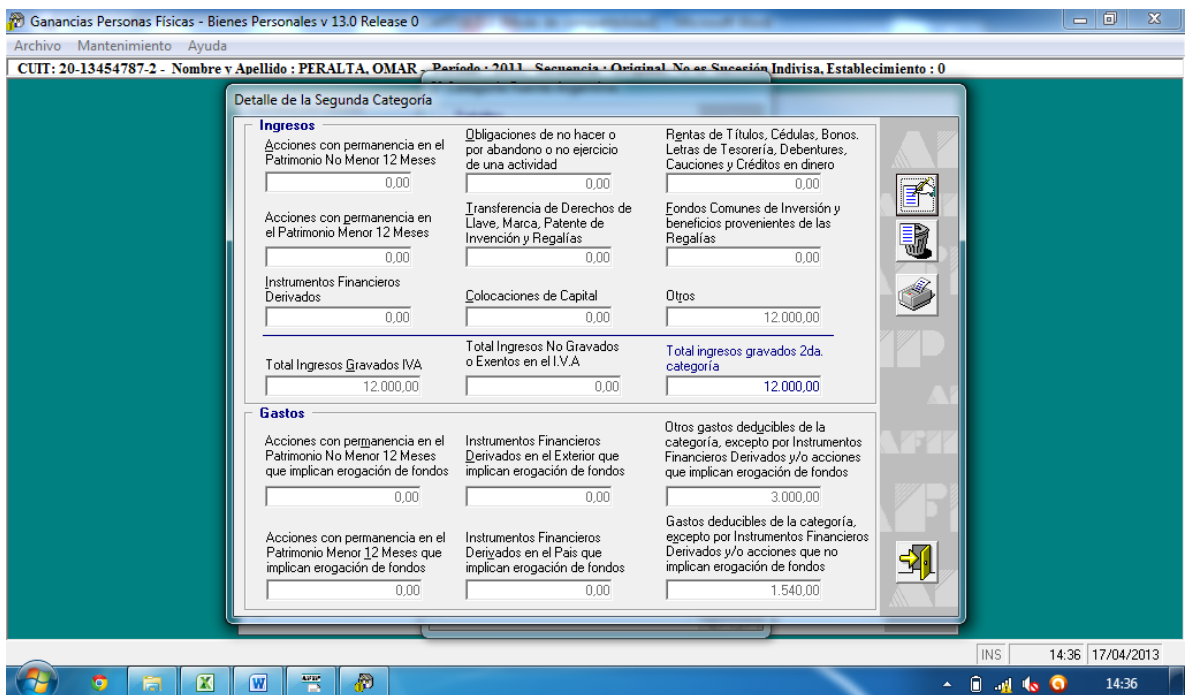 Ganancias Personas Físicas - Bienes Personales v 13.0 Release 0
Archivo Mantenimiento Ayuda
CUIT: 20-13454787-2 - Nombre y Apellido : PERALTA, OMAR - Período : 2011 Secuencia : Original, No es Sucesión Indivisa, Establecimiento : 0
Detalle de la Segunda Categoría
Ingresos
Acciones con permanencia en el
Patrimonio No Menor 12 Meses
0,00
Obligaciones de no hacer o
por abandono o no ejercicio
de una actividad
0,00
Rentas de Títulos, Cédulas, Bonos.
Letras de Tesorería, Debentures,
Cauciones y Créditos en dinero
0,00
Acciones con permanencia en
el Patrimonio Menor 12 Meses
0,00
Transferencia de Derechos de
Llave, Marca, Patente de
Invención y Regalías
0,00
Fondos Comunes de Inversión y
beneficios provenientes de las
Regalías
0,00
Instrumentos Financieros
Derivados
0,00
Colocaciones de Capital
0,00
Otros
12.000,00
Total Ingresos Gravados IVA
12.000,00
Total Ingresos No Gravados
o Exentos en el I.V.A
0,00
Total ingresos gravados 2da.
categoría
12.000,00
Gastos
Acciones con permanencia en el
Patrimonio No Menor 12 Meses
que implican erogación de fondos
0,00
Instrumentos Financieros
Derivados en el Exterior que
implican erogación de fondos
0,00
Otros gastos deducibles de la
categoría, excepto por Instrumentos
Financieros Derivados y/o acciones
que implican erogación de fondos
3.000,00
Acciones con permanencia en el
Patrimonio Menor 12 Meses que
implican erogación de fondos
0,00
Instrumentos Financieros
Derivados en el Pais que
implican erogación de fondos
0,00
Gastos deducibles de la categoría,
excepto por Instrumentos Financieros
Derivados y/o acciones que no
implican erogación de fondos
1.540,00
INS 14:36 17/04/2013
14:36